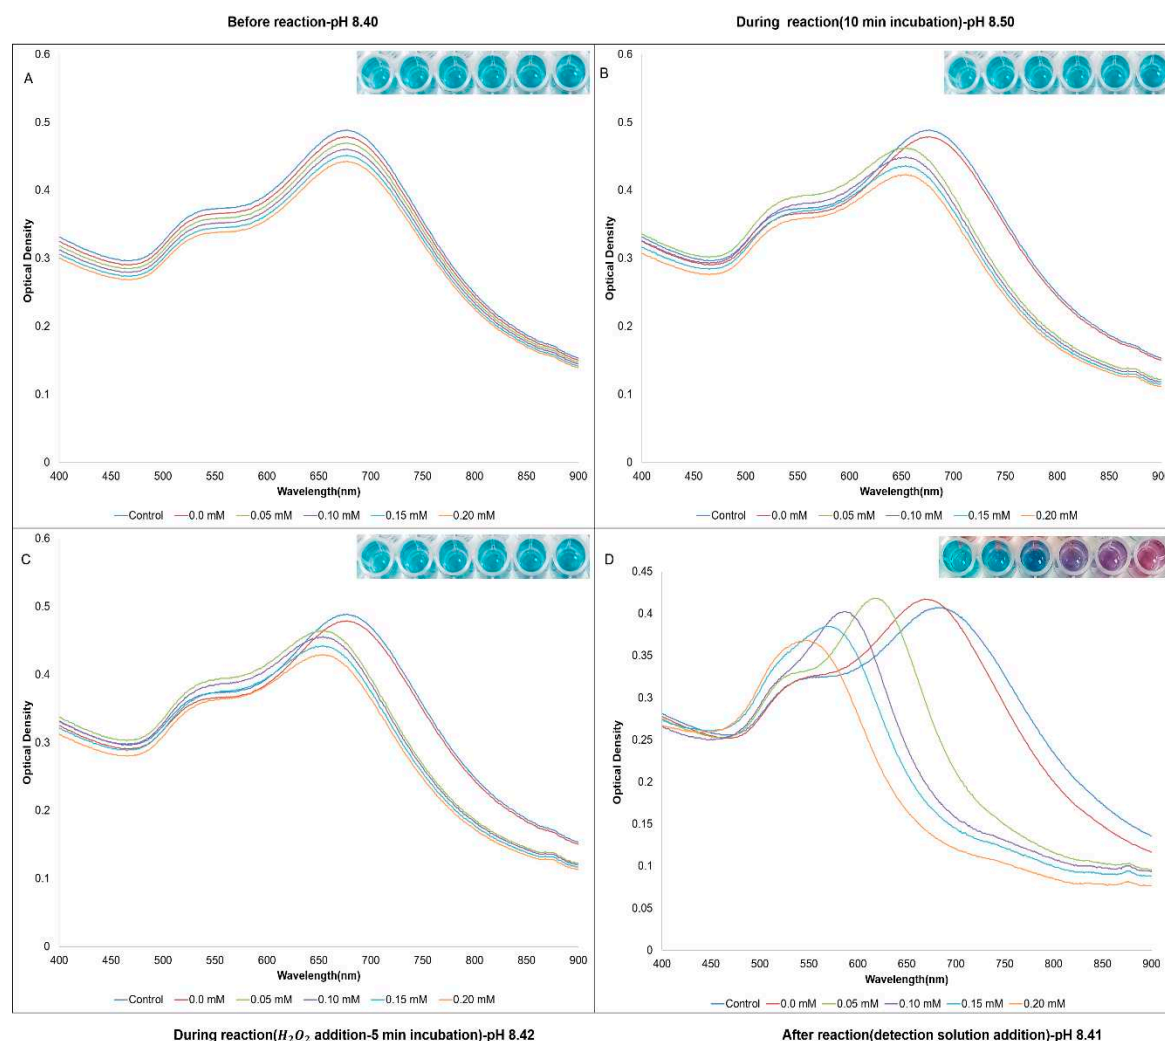 Before reaction-pH 8.40
During reaction(10 min incubation)-pH 8.50
A
0.6
0.5
0.4
0.3
0.2
0.1
0
Optical Density
400 450 500 550 600 650 700 750 800 850 900
Wavelength(nm)
Control 0.0 mM 0.05 mM 0.10 mM 0.15 mM 0.20 mM
B
0.6
0.5
0.4
0.3
0.2
0.1
0
Optical Density
400 450 500 550 600 650 700 750 800 850 900
Wavelength(nm)
Control 0.0 mM 0.05 mM 0.10 mM 0.15 mM 0.20 mM
C
0.6
0.5
0.4
0.3
0.2
0.1
0
Optical Density
400 450 500 550 600 650 700 750 800 850 900
Wavelength(nm)
Control 0.0 mM 0.05 mM 0.10 mM 0.15 mM 0.20 mM
D
0.45
0.4
0.35
0.3
0.25
0.2
0.15
0.1
0.05
0
Optical Density
400 450 500 550 600 650 700 750 800 850 900
Wavelength(nm)
Control 0.0 mM 0.05 mM 0.10 mM 0.15 mM 0.20 mM
During reaction(H₂O₂ addition-5 min incubation)-pH 8.42
After reaction(detection solution addition)-pH 8.41